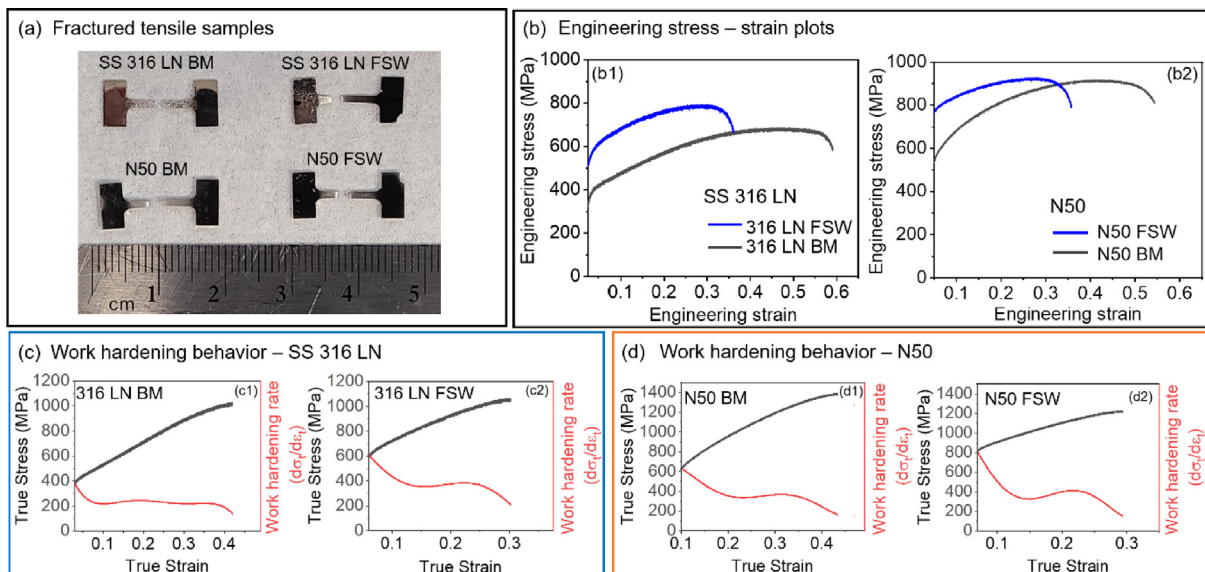 (a) Fractured tensile samples
SS 316 LN BM
SS 316 LN FSW
N50 BM
N50 FSW
cm 1 2 3 4 5
(b) Engineering stress – strain plots
(b1)
Engineering stress (MPa)
1000
800
600
400
200
0
SS 316 LN
316 LN FSW
316 LN BM
0.1 0.2 0.3 0.4 0.5 0.6
Engineering strain
(b2)
Engineering stress (MPa)
1000
800
600
400
200
0
N50
N50 FSW
N50 BM
0.1 0.2 0.3 0.4 0.5 0.6
Engineering strain
(c) Work hardening behavior – SS 316 LN
316 LN BM
(c1)
True Stress (MPa)
1200
1000
800
600
400
200
0
0.1 0.2 0.3 0.4
True Strain
Work hardening rate
(dσt/dεt)
316 LN FSW
(c2)
True Stress (MPa)
1200
1000
800
600
400
200
0
0.1 0.2 0.3
True Strain
Work hardening rate
(dσt/dεt)
(d) Work hardening behavior – N50
N50 BM
(d1)
True Stress (MPa)
1400
1200
1000
800
600
400
200
0
0.1 0.2 0.3 0.4
True Strain
Work hardening rate
(dσt/dεt)
N50 FSW
(d2)
True Stress (MPa)
1400
1200
1000
800
600
400
200
0
0.1 0.2 0.3
True Strain
Work hardening rate
(dσt/dεt)